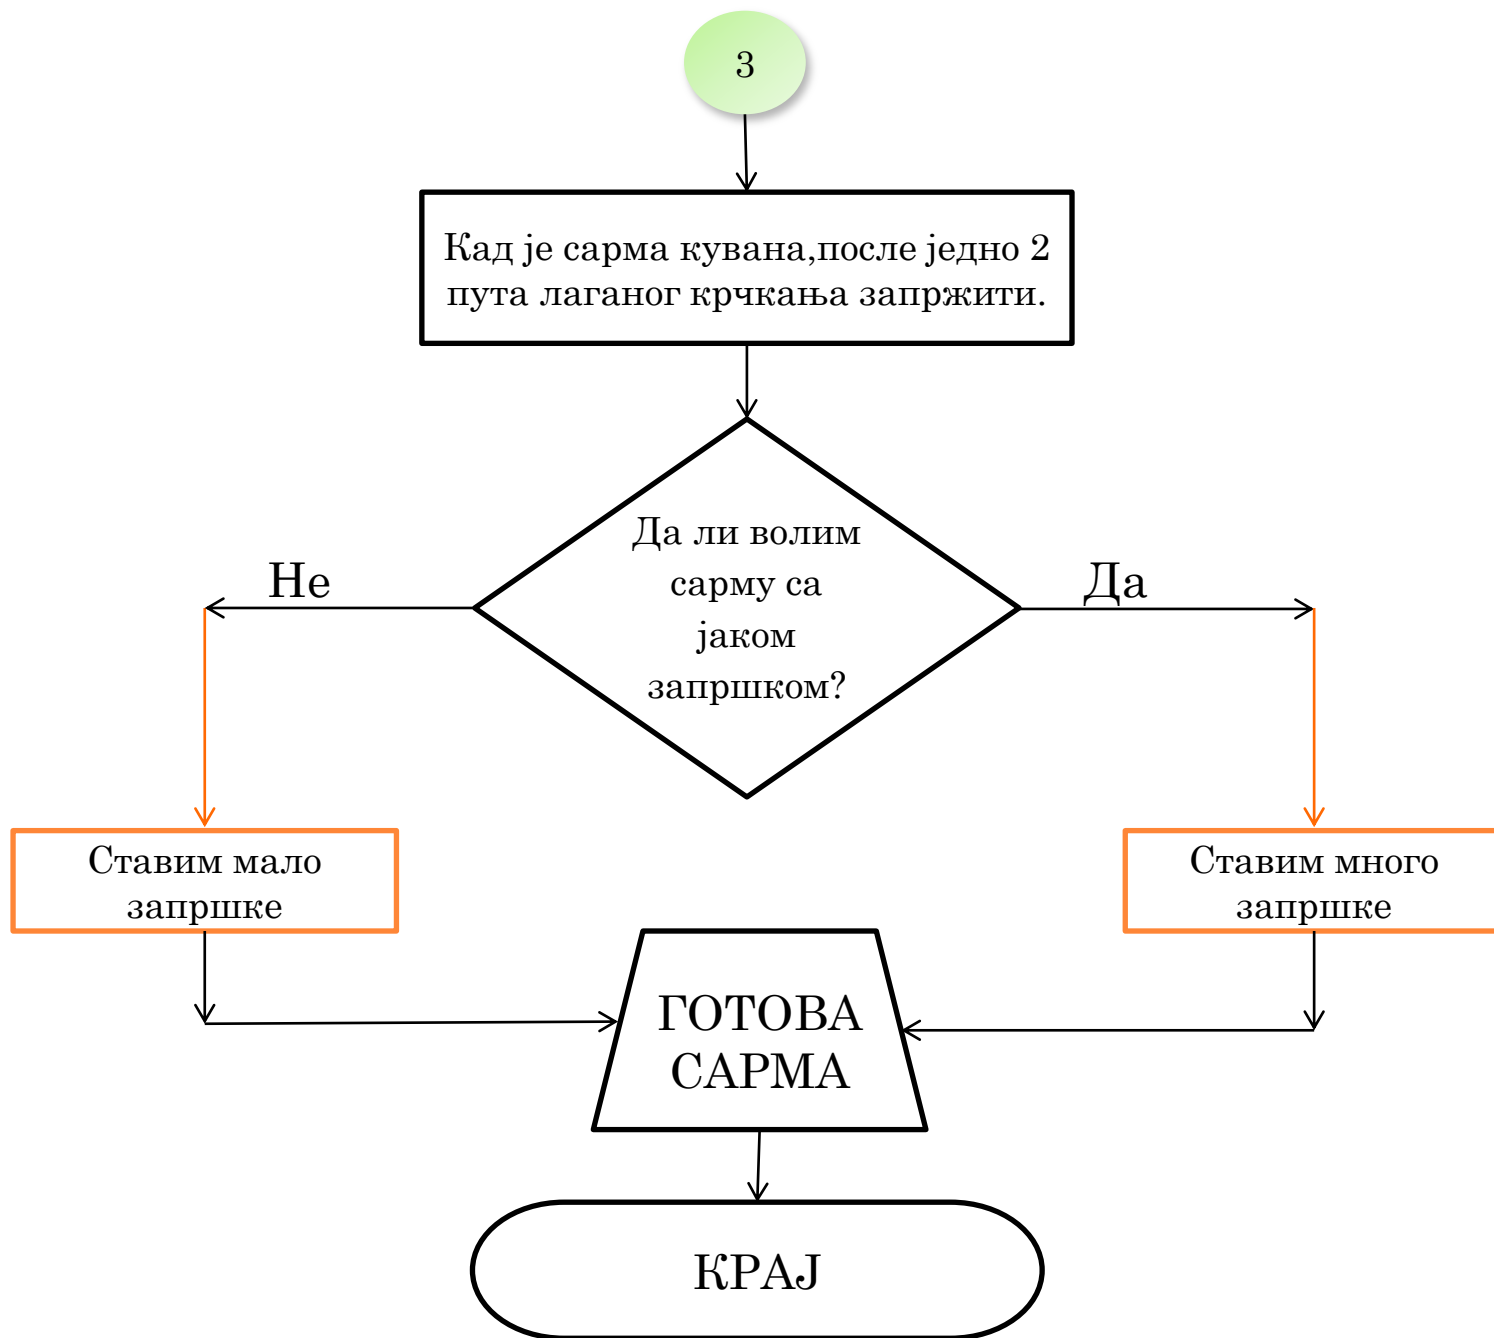 3
Кад је сарма кувана,после једно 2
пута лаганог крчкања запржити.
Да ли волим
сарму са
јаком
запршком?
Не
Да
Ставим мало
запршке
Ставим много
запршке
ГОТОВА
САРМА
КРАЈ